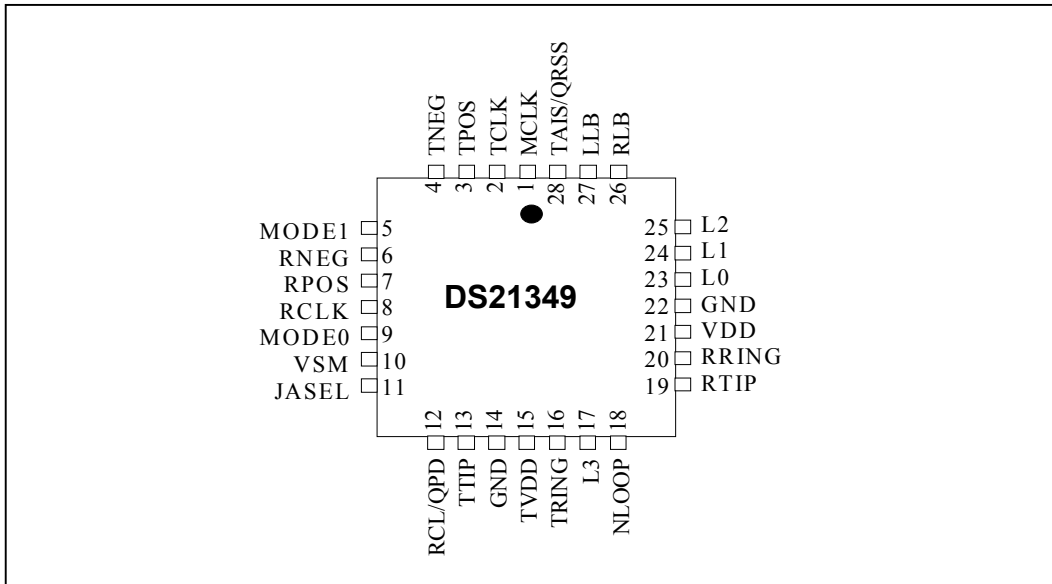 TNEG TPOS TCLK MCLK TAIS/QRSS LLB RLB
4 3 2 1 28 27 26
MODE1 5
RNEG 6
RPOS 7
RCLK 8
MODE0 9
VSM 10
JASEL 11
DS21349
25 L2
24 L1
23 L0
22 GND
21 VDD
20 RRING
19 RTIP
12 13 14 15 16 17 18
RCL/QPD TTIP GND TVDD TRING L3 NLOOP